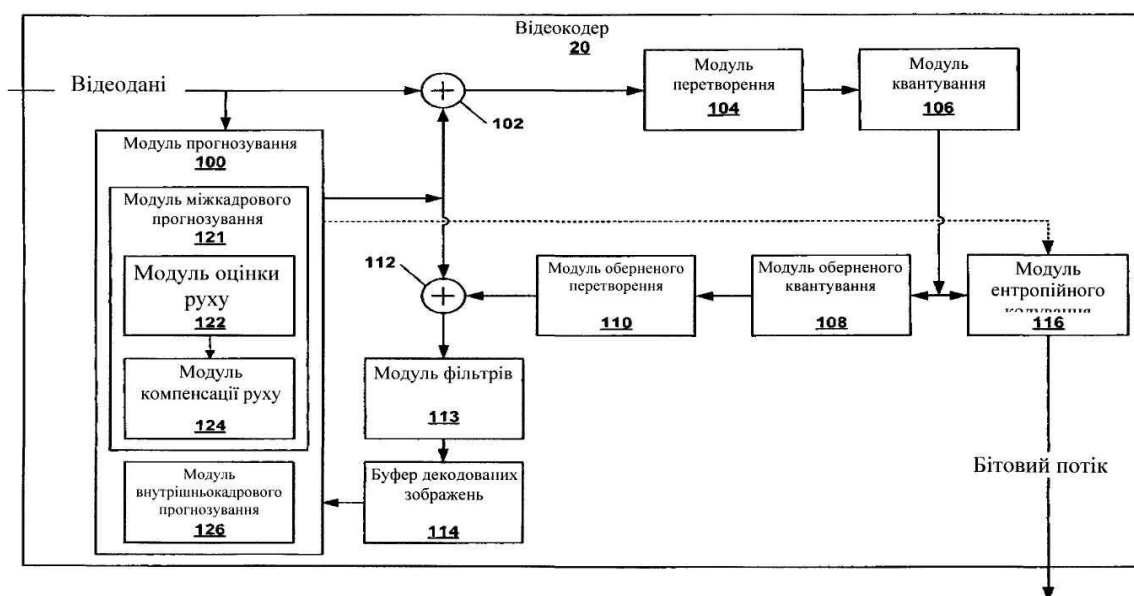 Відеокодер
20
Відеодані
102
Модуль
перетворення
104
Модуль
квантування
106
Модуль прогнозування
100
Модуль міжкадрового
прогнозування
121
Модуль оцінки
руху
122
Модуль
компенсації руху
124
Модуль
внутрішньокадрового
прогнозування
126
112
Модуль оберненого
перетворення
110
Модуль оберненого
квантування
108
Модуль
ентропійного
кодування
116
Модуль фільтрів
113
Буфер декодованих
зображень
114
Бітовий потік